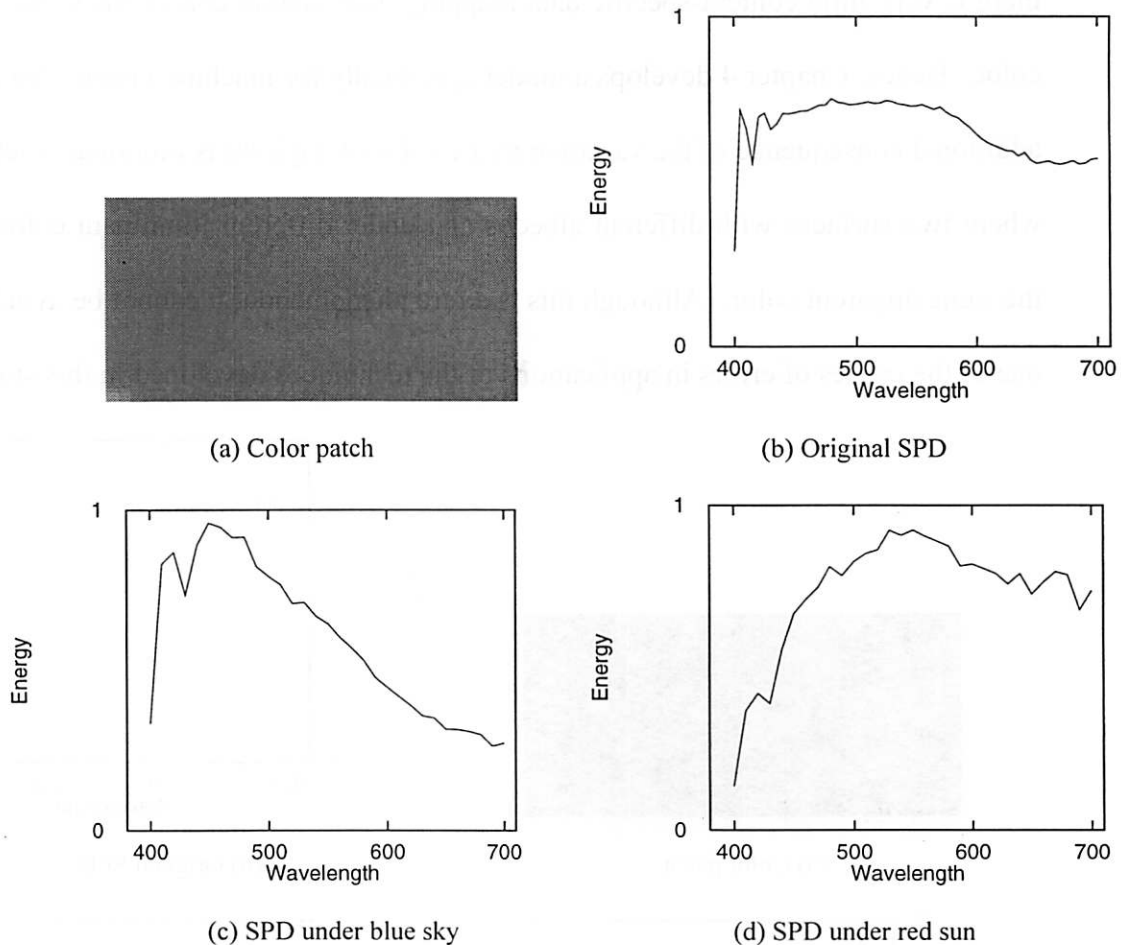 1
Energy
0
400 500 600 700
Wavelength
(a) Color patch
(b) Original SPD
1
Energy
0
400 500 600 700
(c) SPD under blue sky
1
Energy
0
400 500 600 700
Wavelength
(d) SPD under red sun